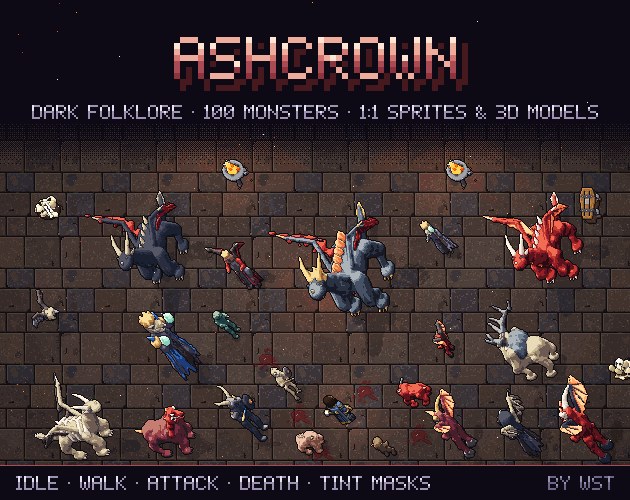 ASHCROWN
DARK FOLKLORE · 100 MONSTERS · 1:1 SPRITES & 3D MODELS
IDLE · WALK · ATTACK · DEATH · TINT MASKS
BY WST